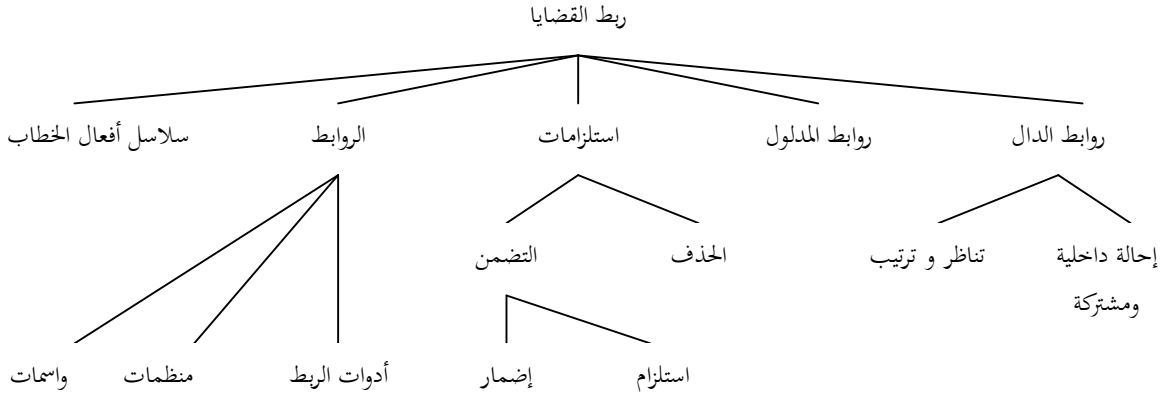 ربط القضايا
روابط الدال
روابط المدلول
استلزامات
الروابط
سلاسل أفعال الخطاب
إحالة داخلية
ومشتركة
تناظر و ترتيب
الحذف
التضمن
استلزام
إضمار
أدوات الربط
منظمات
واسمات